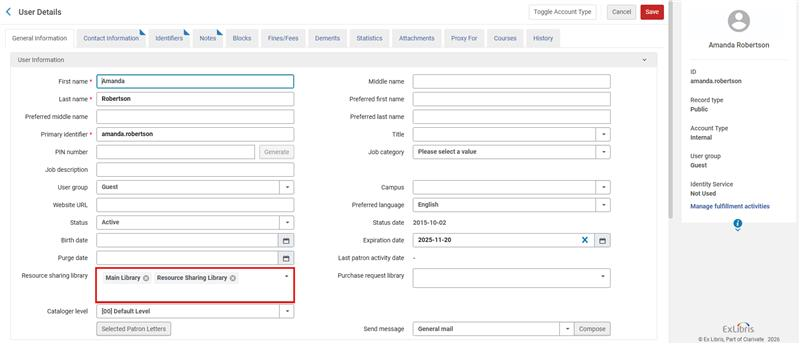 User Details
Toggle Account Type Cancel Save
General Information Contact Information Identifiers Notes Blocks Fines/Fees Demerits Statistics Attachments Proxy For Courses History
User Information
First name * Amanda Middle name
Last name * Robertson Preferred first name
Preferred middle name Preferred last name
Primary identifier * amanda.robertson Title
PIN number Generate Job category Please select a value
Job description
User group Guest Campus
Website URL Preferred language English
Status Active Status date 2015-10-02
Birth date Expiration date 2025-11-20
Purge date Last patron activity date -
Resource sharing library Main Library Resource Sharing Library Purchase request library
Cataloger level [00] Default Level
Selected Patron Letters Send message General mail Compose
Amanda Robertson
ID
amanda.robertson
Record type
Public
Account Type
Internal
User group
Guest
Identity Service
Not Used
Manage fulfillment activities
i
ExLibris
© Ex Libris, Part of Clarivate 2026